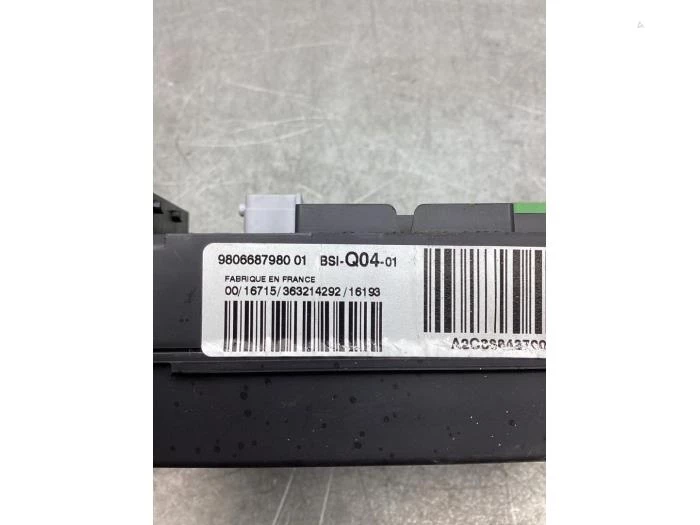 9806687980 01 BSI-Q04-01
FABRIQUE EN FRANCE
00/16715/363214292/16193